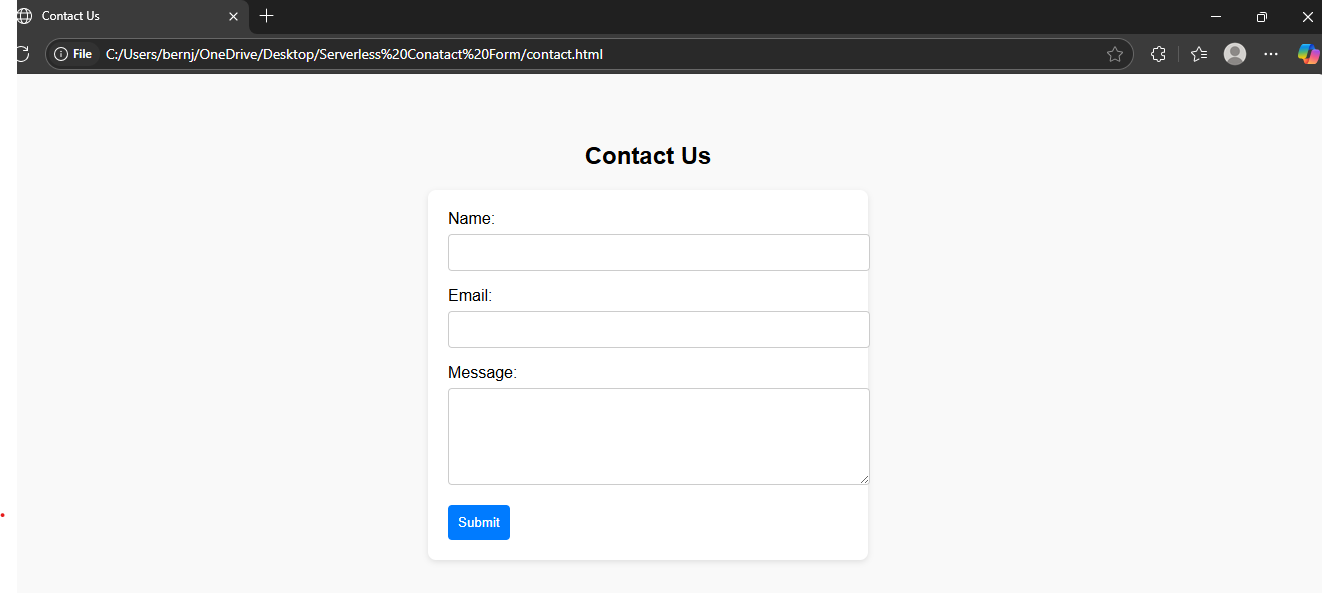 Contact Us
File C:/Users/bernj/OneDrive/Desktop/Serverless%20Conatact%20Form/contact.html
Contact Us
Name:
Email:
Message:
Submit